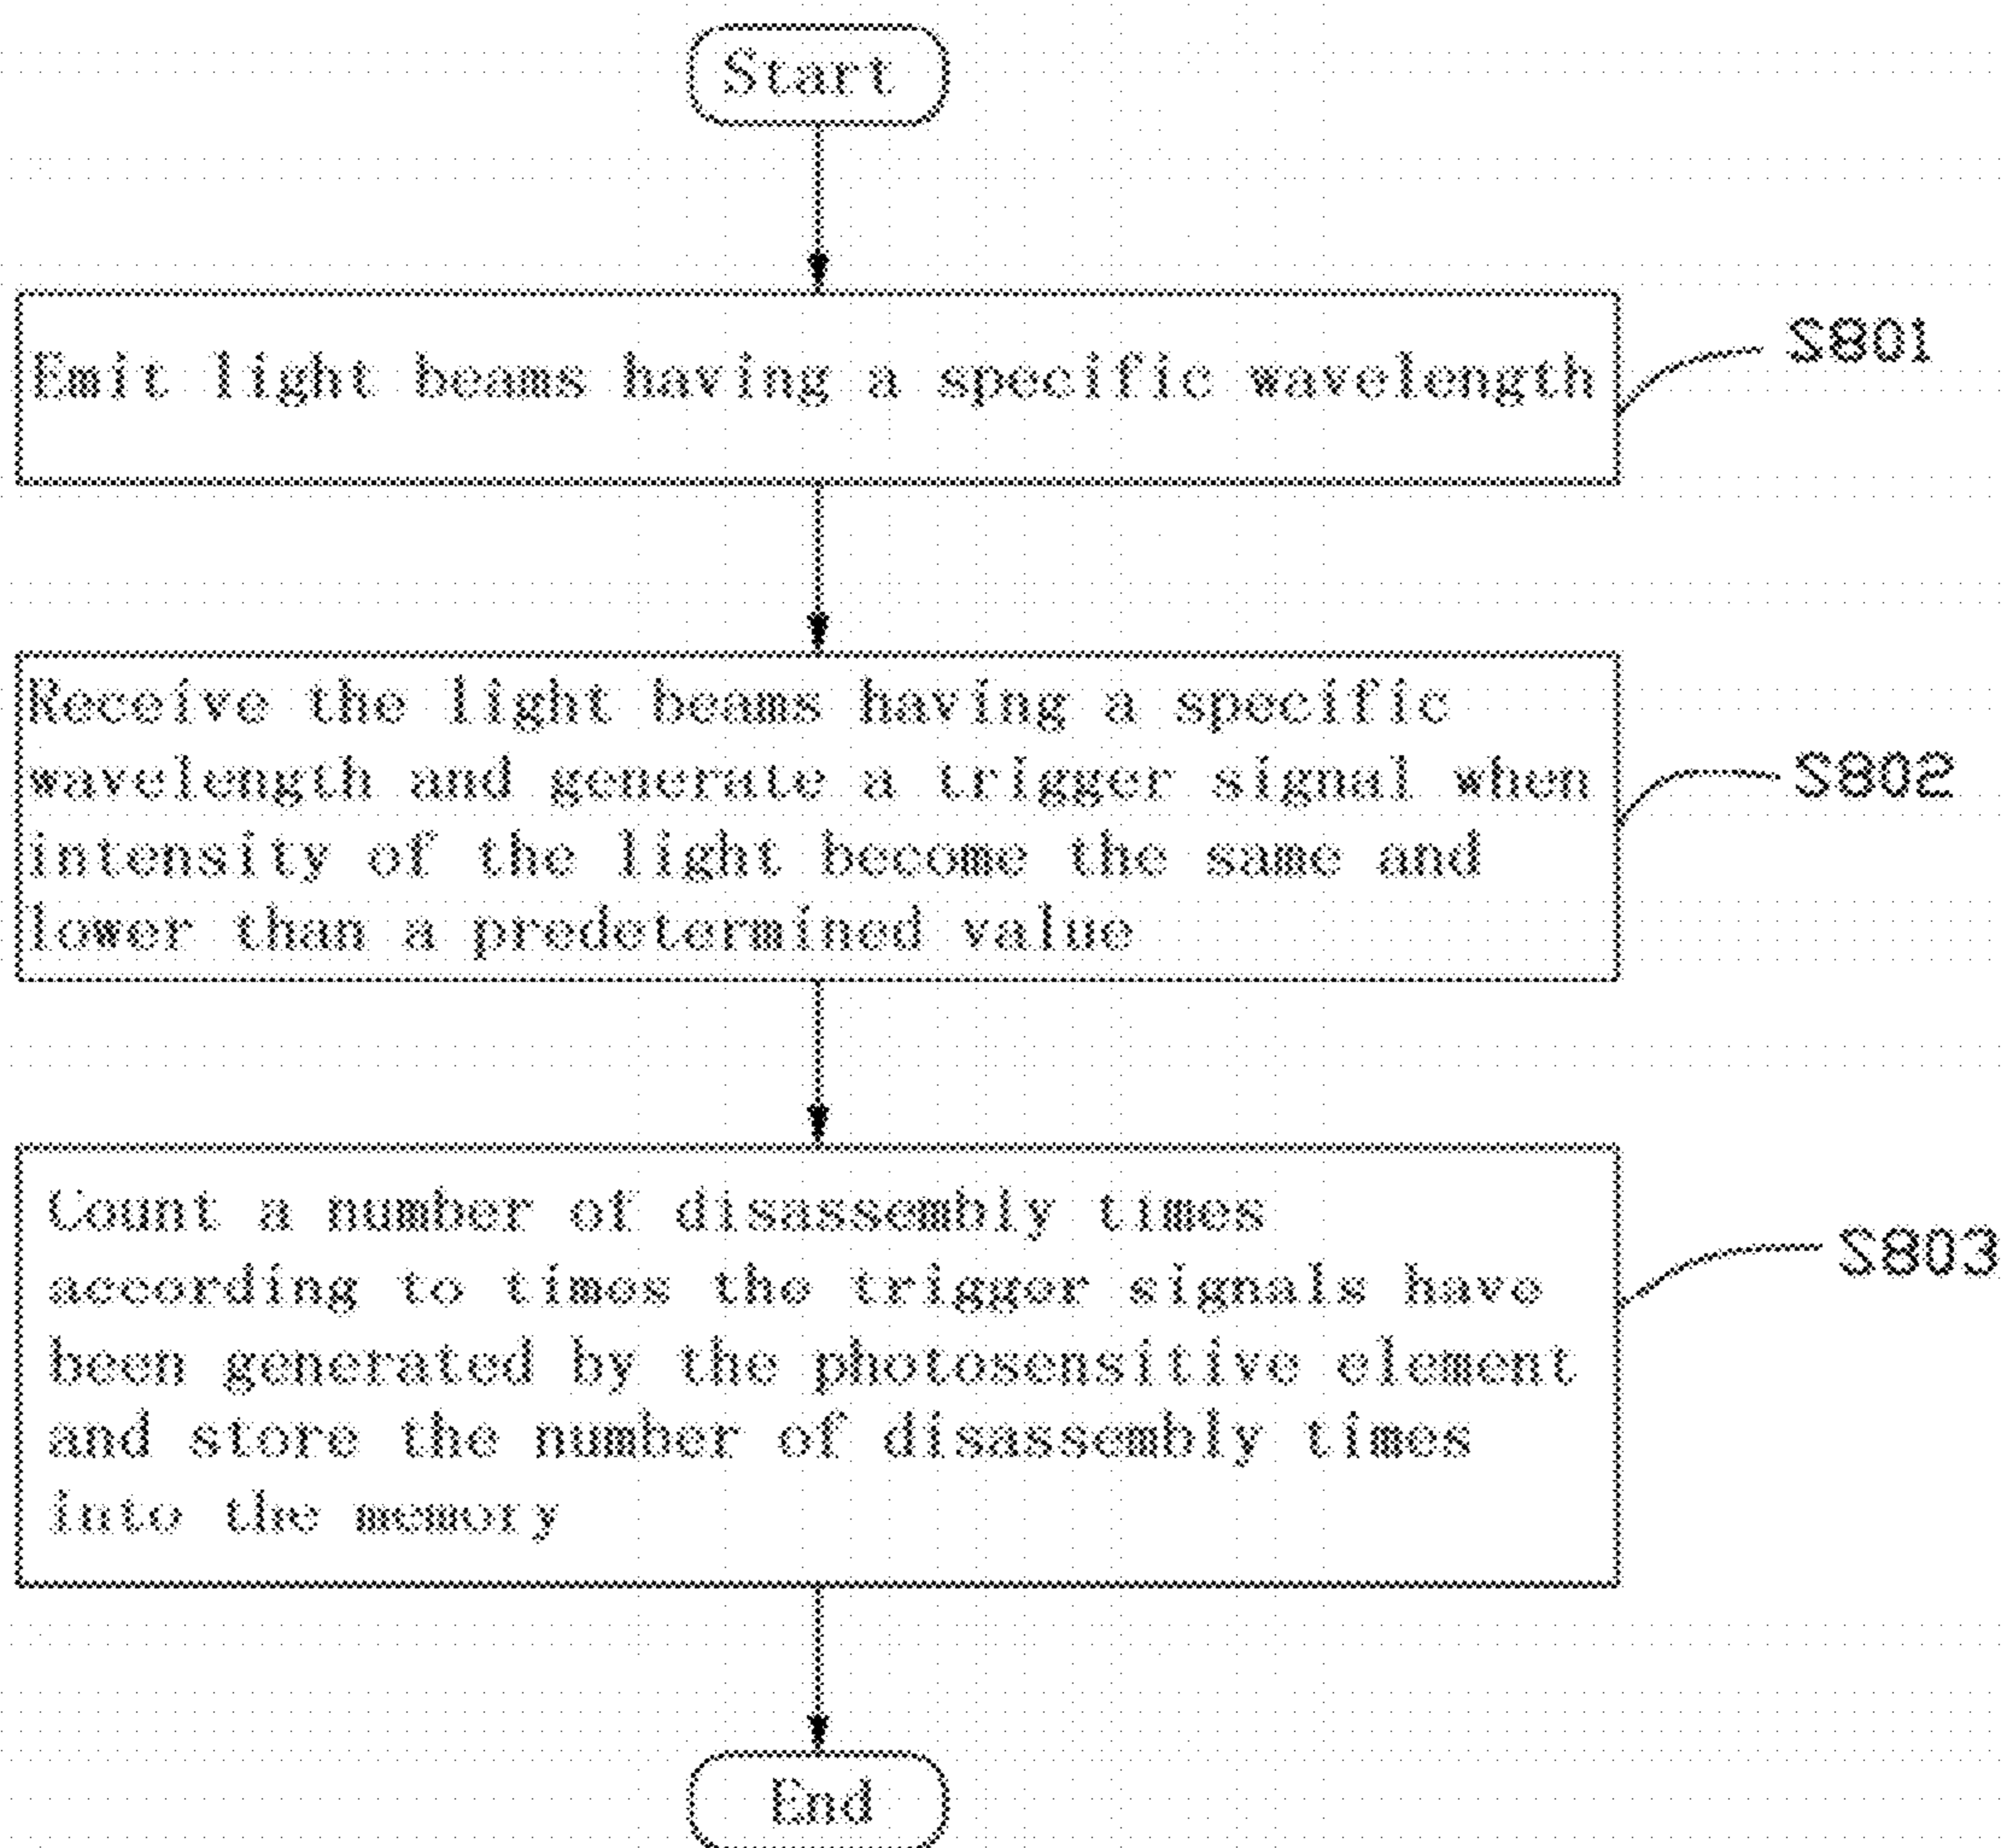 Start
Emit light beams having a specific wavelength
S801
Receive the light beams having a specific
wavelength and generate a trigger signal when
intensity of the light become the same and
lower than a predetermined value
S802
Count a number of disassembly times
according to times the trigger signals have
been generated by the photosensitive element
and store the number of disassembly times
into the memory
S803
End